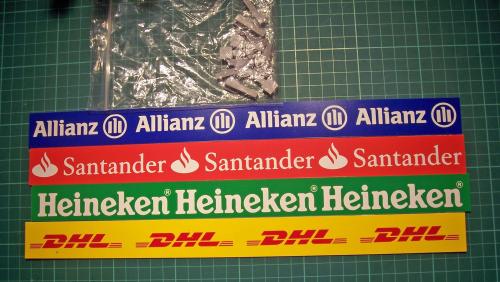 Allianz Allianz Allianz Allianz
Santander Santander Santander
Heineken® Heineken® Heineken®
DHL DHL DHL DHL